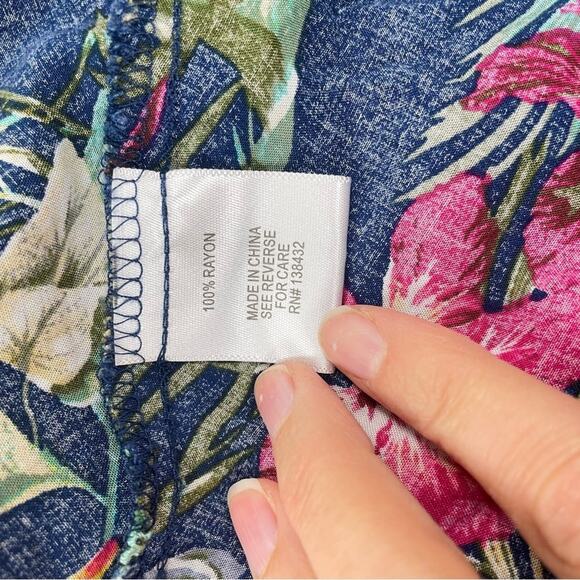 100% RAYON
MADE IN CHINA
SEE REVERSE
FOR CARE
RN# 138432